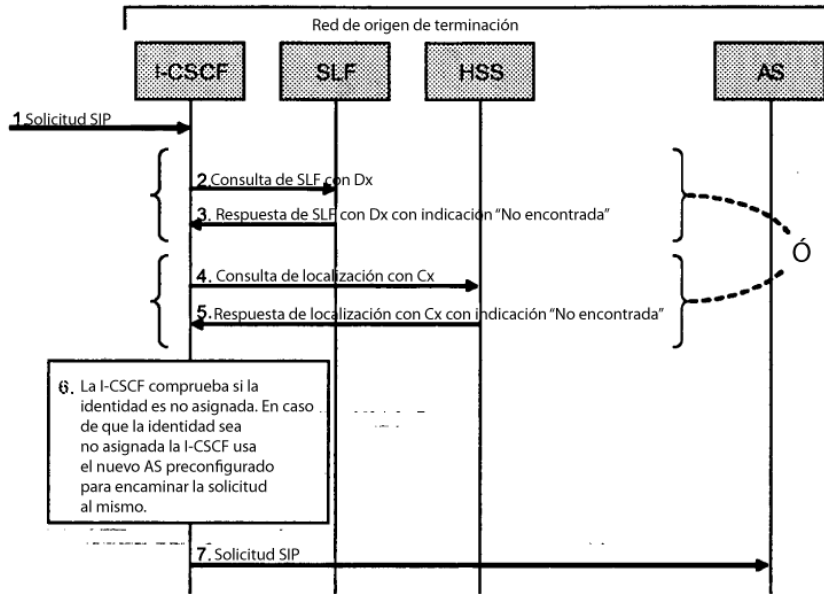 Red de origen de terminación
I-CSCF SLF HSS AS
1. Solicitud SIP
2. Consulta de SLF con Dx
3. Respuesta de SLF con Dx con indicación "No encontrada"
Ó
4. Consulta de localización con Cx
5. Respuesta de localización con Cx con indicación "No encontrada"
6. La I-CSCF comprueba si la
identidad es no asignada. En caso
de que la identidad sea
no asignada la I-CSCF usa
el nuevo AS preconfigurado
para encaminar la solicitud
al mismo.
7. Solicitud SIP